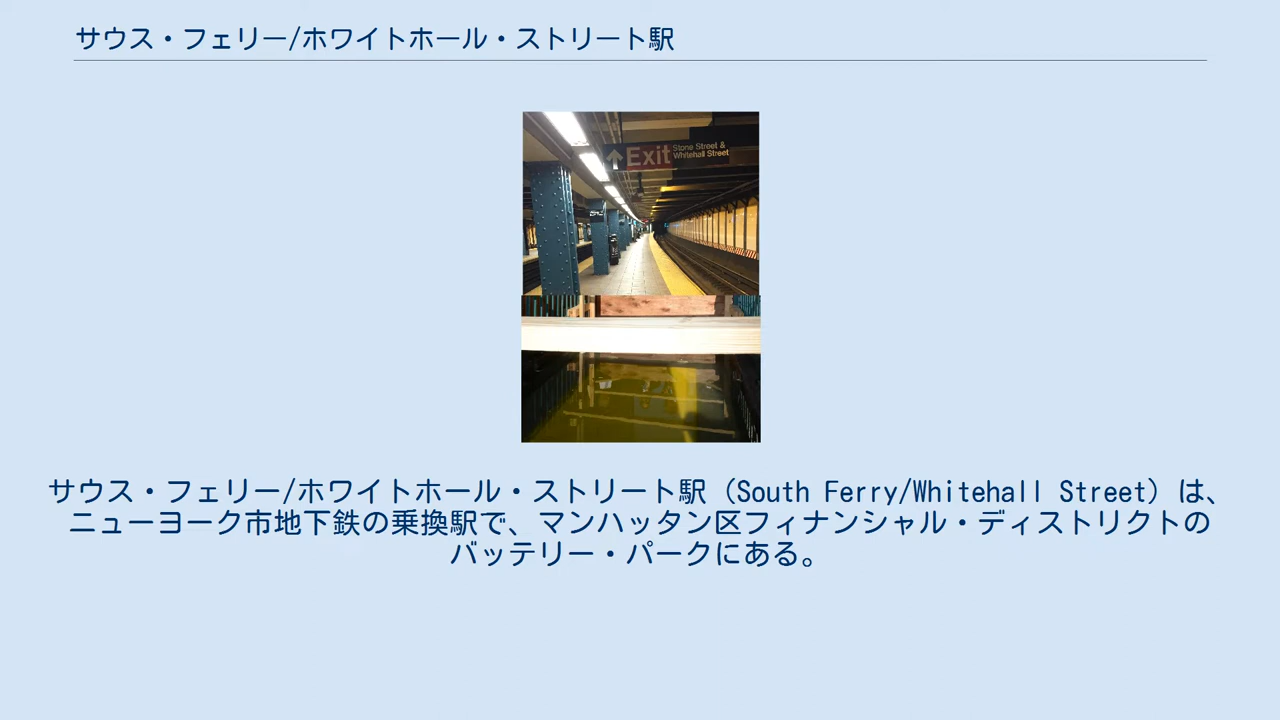 サウス・フェリー/ホワイトホール・ストリート駅
Exit Stone Street &
Whitehall Street
サウス・フェリー/ホワイトホール・ストリート駅（South Ferry/Whitehall Street）は、
ニューヨーク市地下鉄の乗換駅で、マンハッタン区フィナンシャル・ディストリクトの
バッテリー・パークにある。